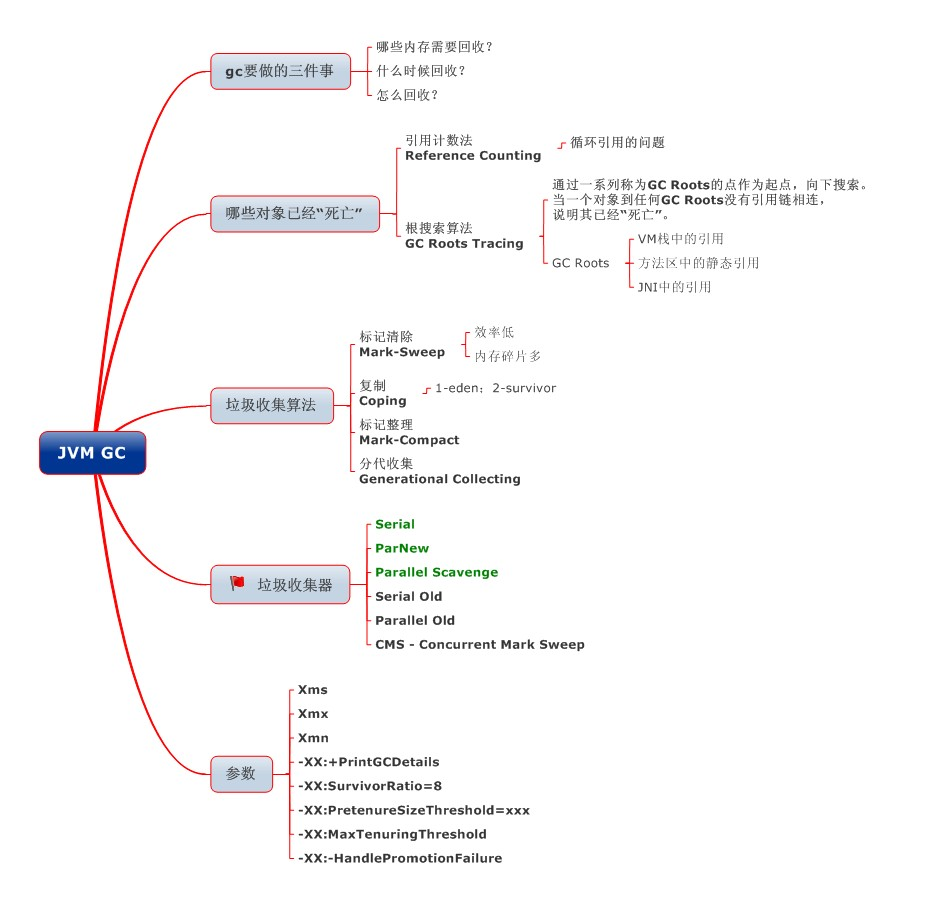 JVM GC
gc要做的三件事
哪些内存需要回收？
什么时候回收？
怎么回收？
哪些对象已经“死亡”
引用计数法
Reference Counting
循环引用的问题
根搜索算法
GC Roots Tracing
通过一系列称为GC Roots的点作为起点，向下搜索。
当一个对象到任何GC Roots没有引用链相连，
说明其已经“死亡”。
GC Roots
VM栈中的引用
方法区中的静态引用
JNI中的引用
垃圾收集算法
标记清除
Mark-Sweep
效率低
内存碎片多
复制
Coping
1-eden；2-survivor
标记整理
Mark-Compact
分代收集
Generational Collecting
垃圾收集器
Serial
ParNew
Parallel Scavenge
Serial Old
Parallel Old
CMS - Concurrent Mark Sweep
参数
Xms
Xmx
Xmn
-XX:+PrintGCDetails
-XX:SurvivorRatio=8
-XX:PretenureSizeThreshold=xxx
-XX:MaxTenuringThreshold
-XX:-HandlePromotionFailure